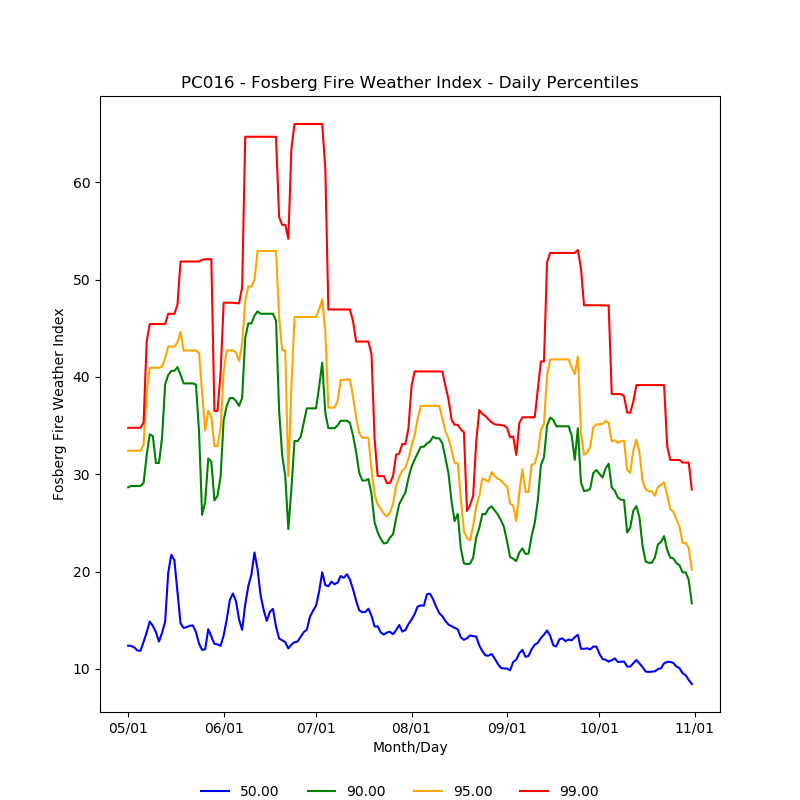 PC016 - Fosberg Fire Weather Index - Daily Percentiles
60
50
40
30
20
10
Fosberg Fire Weather Index
05/01 06/01 07/01 08/01 09/01 10/01 11/01
Month/Day
50.00 90.00 95.00 99.00